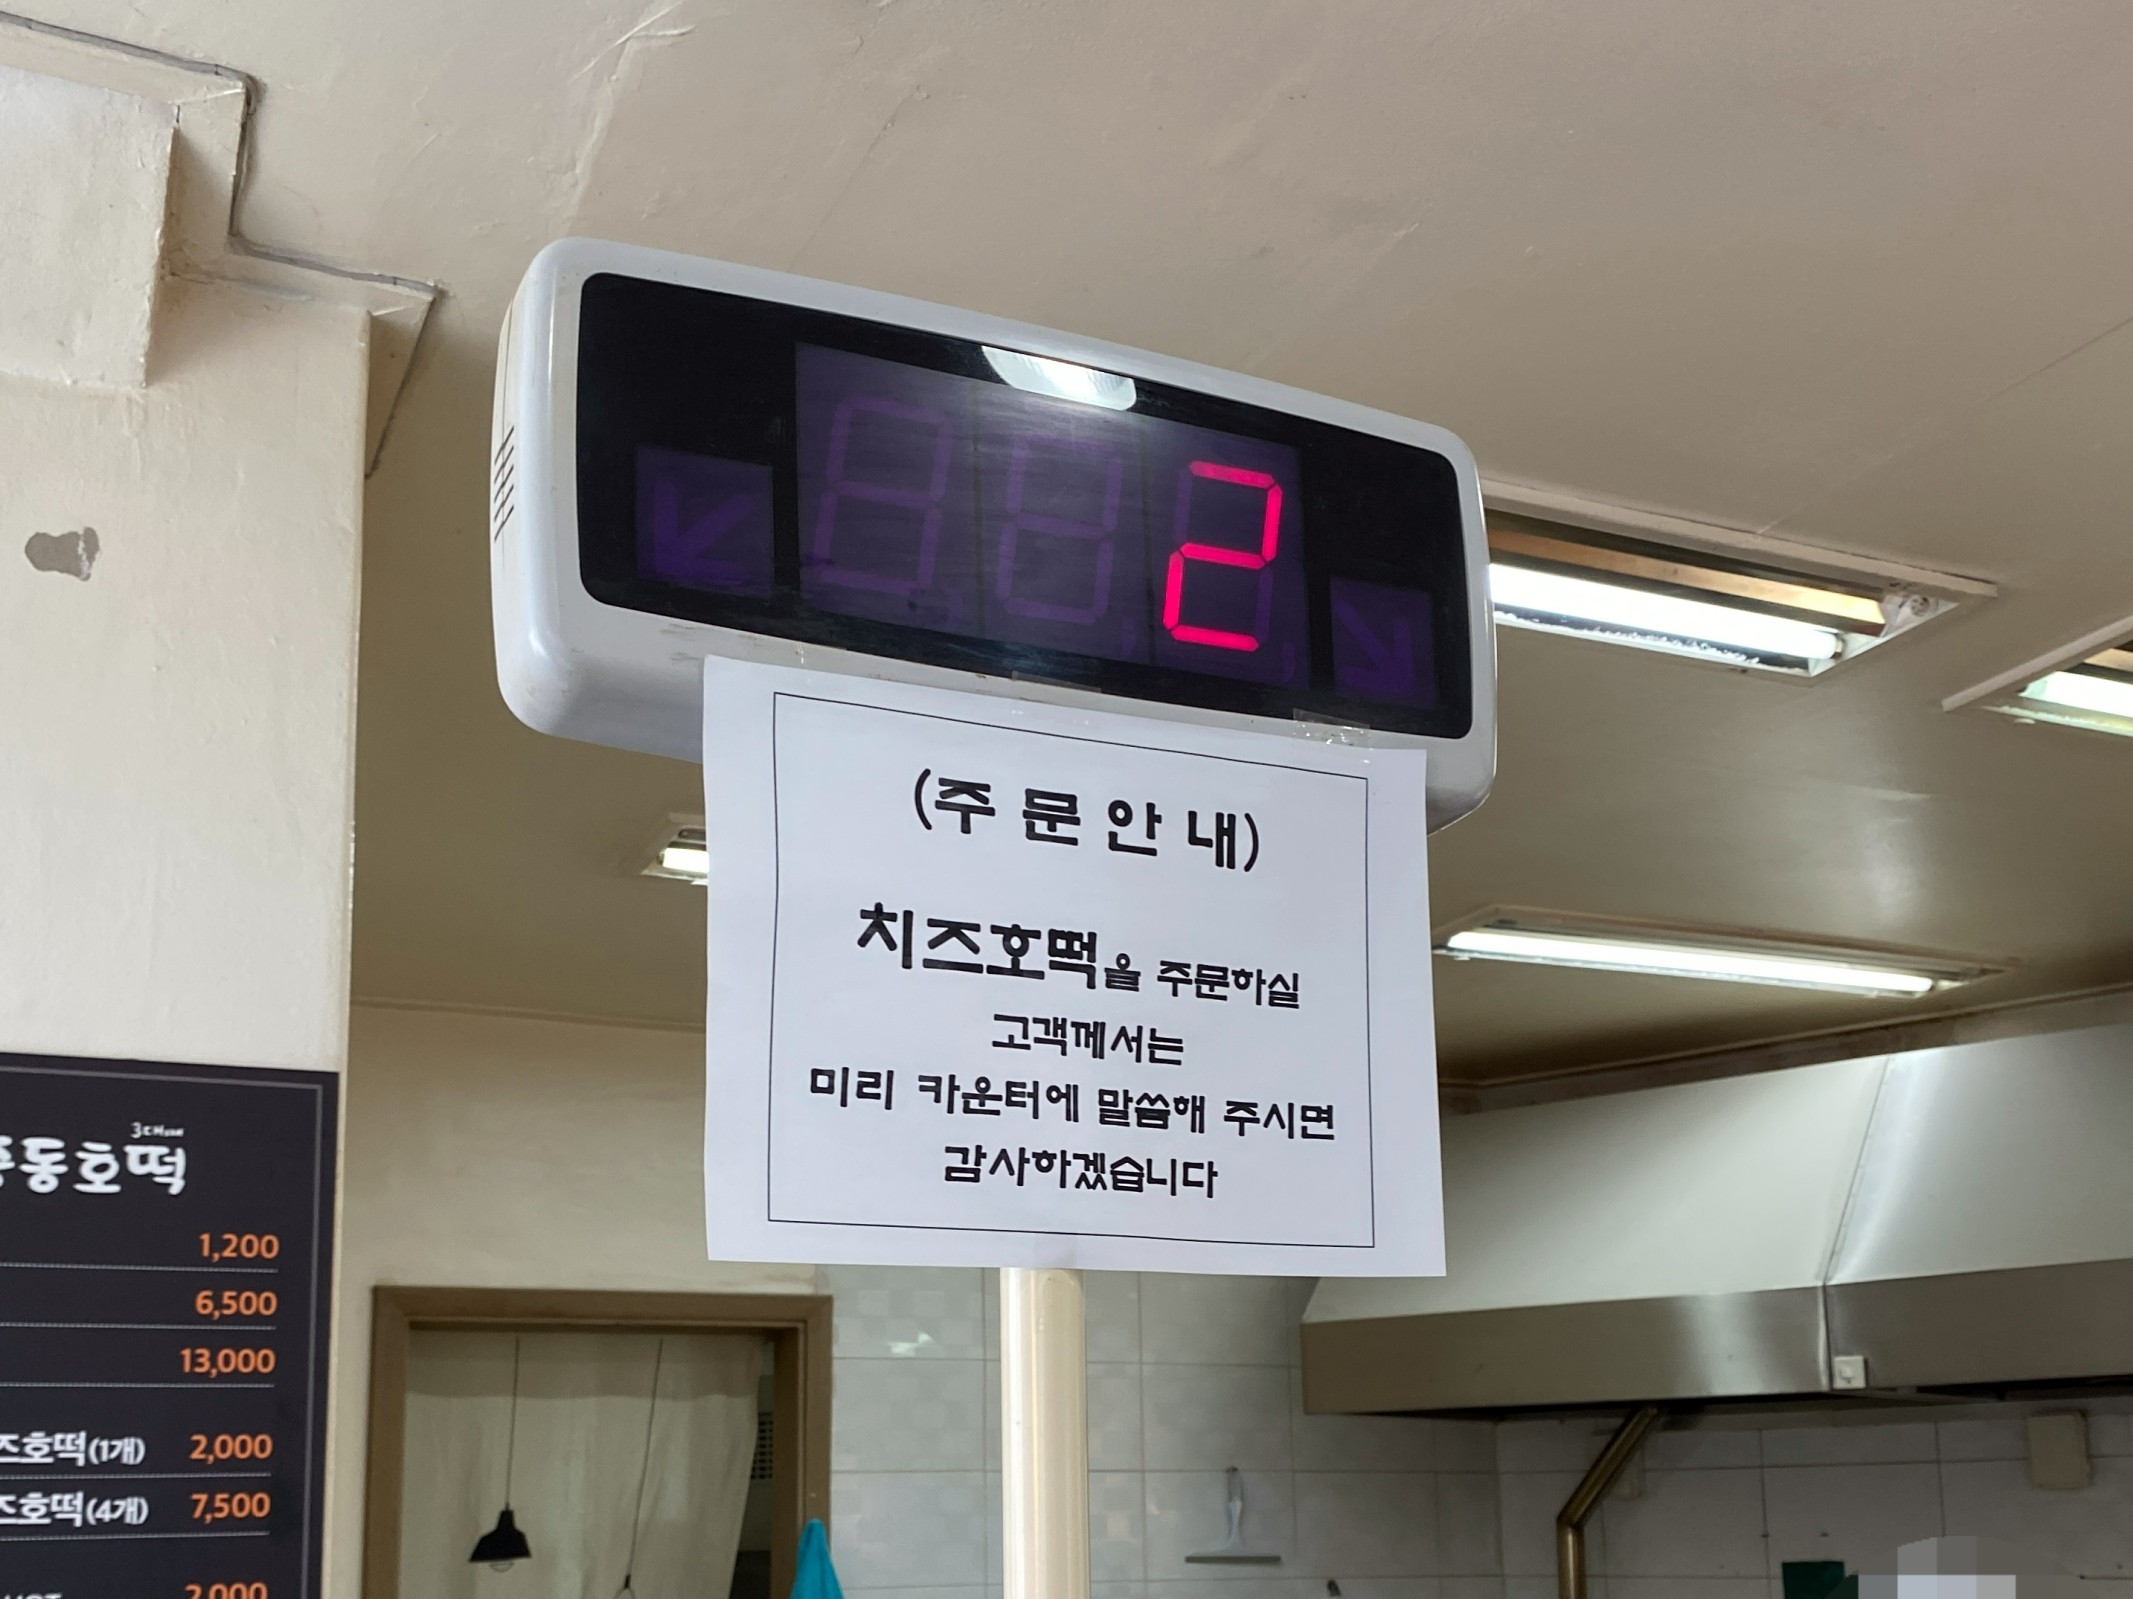 2
(주 문 안 내)
치즈호떡을 주문하실
고객께서는
미리 카운터에 말씀해 주시면
감사하겠습니다
동호떡
1,200
6,500
13,000
즈호떡(1개) 2,000
즈호떡(4개) 7,500
2,000